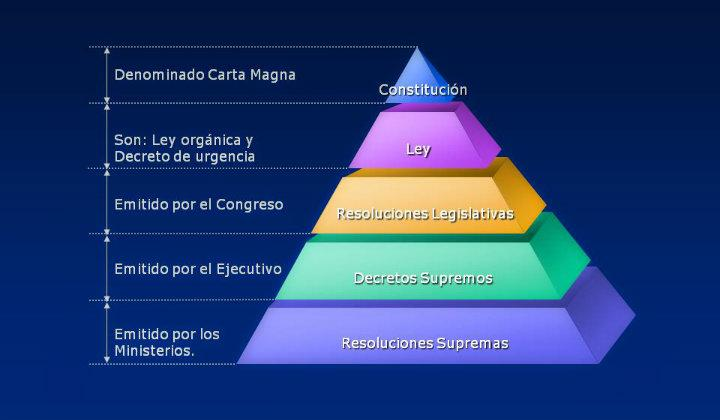 Denominado Carta Magna
Constitución
Son: Ley orgánica y
Decreto de urgencia
Ley
Emitido por el Congreso
Resoluciones Legislativas
Emitido por el Ejecutivo
Decretos Supremos
Emitido por los
Ministerios.
Resoluciones Supremas